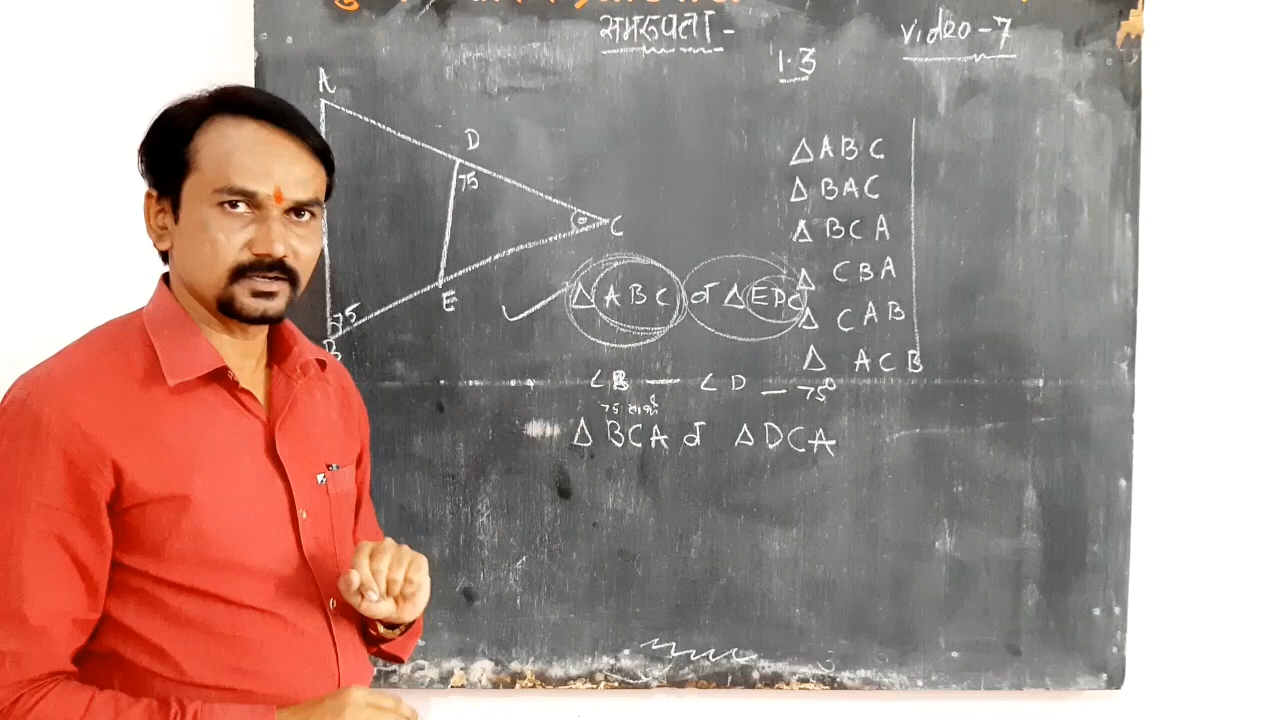 समरूपता -
video-7
1.3
A
D
75
C
E
75
B
△ABC
△BAC
△BCA
△CBA
△CAB
△ACB
△ABC व △EDC
∠B — ∠D — 75°
△BCA व △DCA